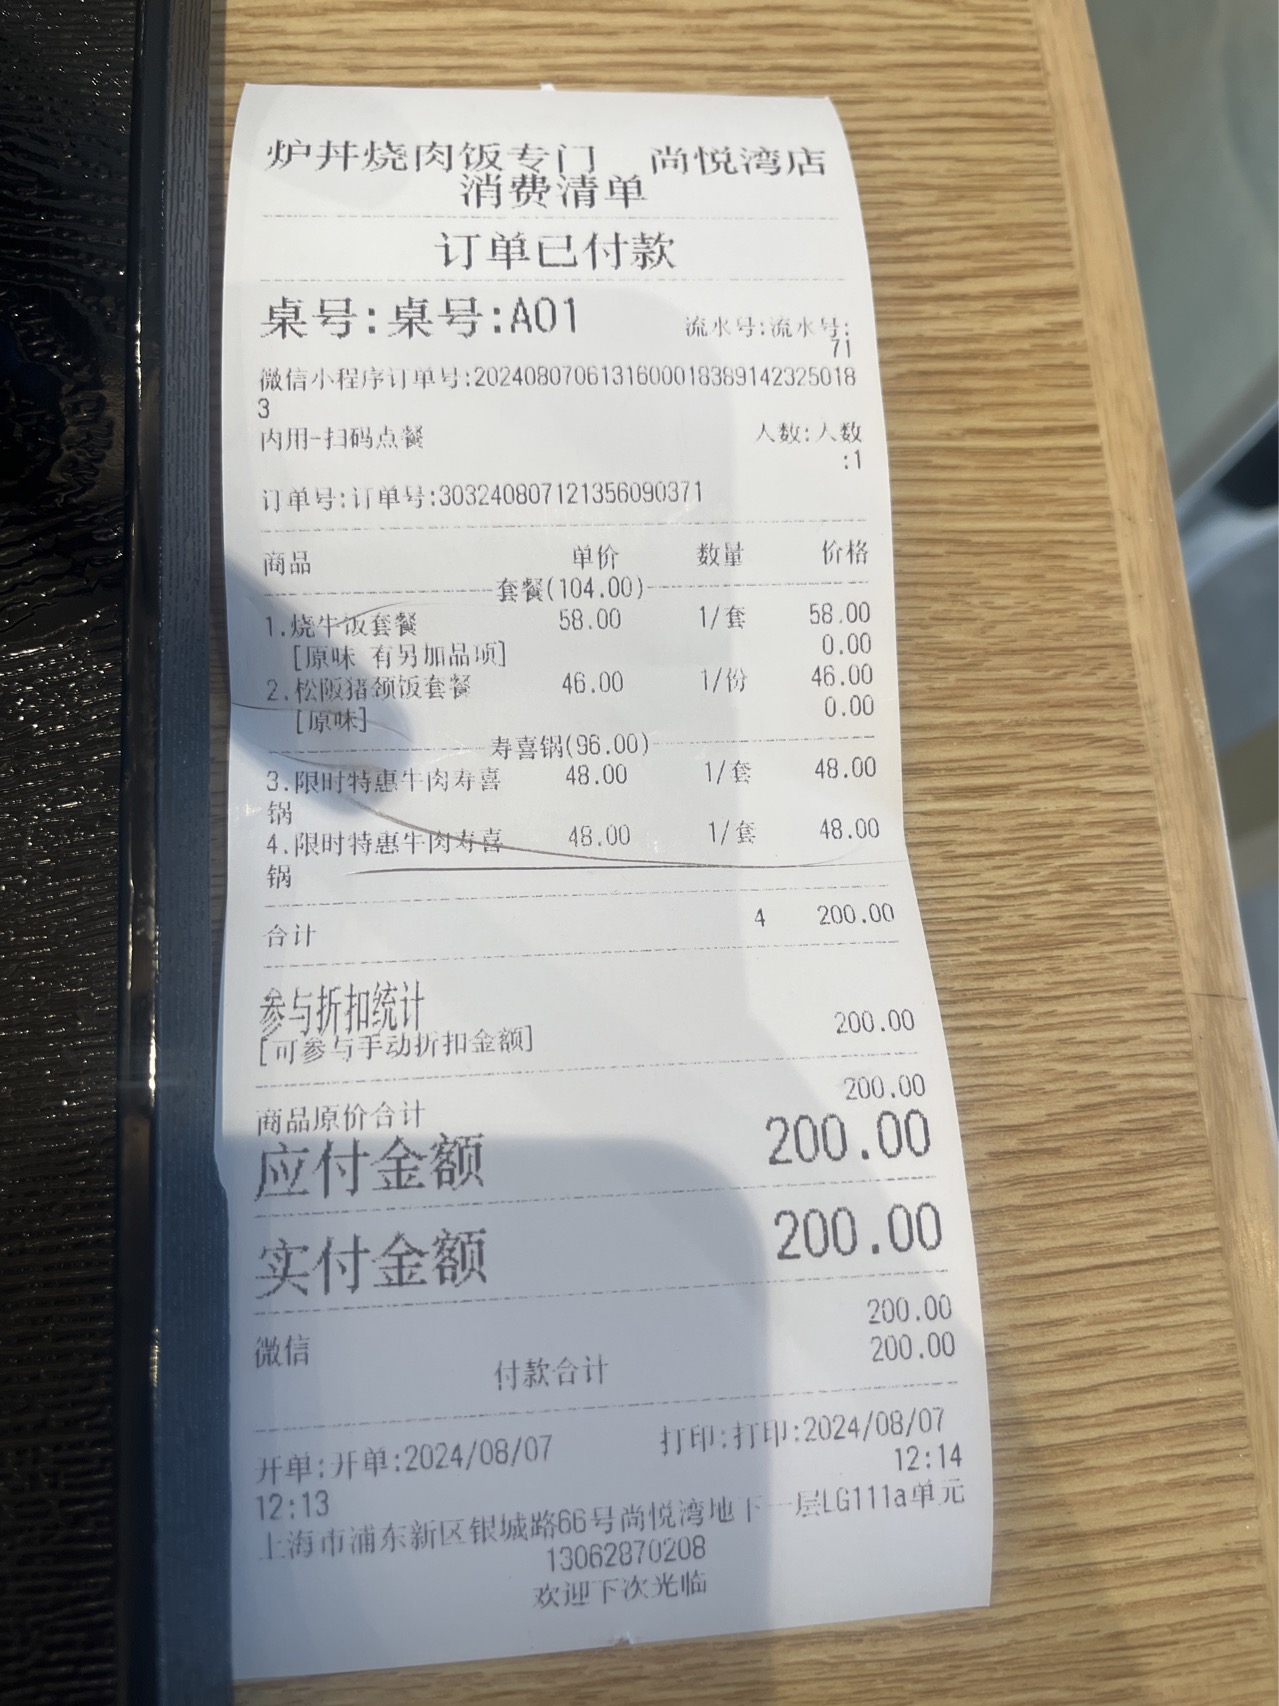 炉丼烧肉饭专门 尚悦湾店
消费清单
订单已付款
桌号:桌号:A01 流水号:流水号:
71
微信小程序订单号:202408070613160001838914232501​8
3
内用-扫码点餐 人数:人数
:1
订单号:订单号:303240807121356090371
商品 单价 数量 价格
套餐(104.00)
1.烧牛饭套餐 58.00 1/套 58.00
[原味 有另加品项] 0.00
2.松阪猪颈饭套餐 46.00 1/份 46.00
[原味] 0.00
寿喜锅(96.00)
3.限时特惠牛肉寿喜 48.00 1/套 48.00
锅
4.限时特惠牛肉寿喜 48.00 1/套 48.00
锅
合计 4 200.00
参与折扣统计
[可参与手动折扣金额] 200.00
商品原价合计 200.00
应付金额 200.00
实付金额 200.00
微信 200.00
付款合计 200.00
开单:开单:2024/08/07 打印:打印:2024/08/07
12:13 12:14
上海市浦东新区银城路66号尚悦湾地下一层LG111a单元
13062870208
欢迎下次光临